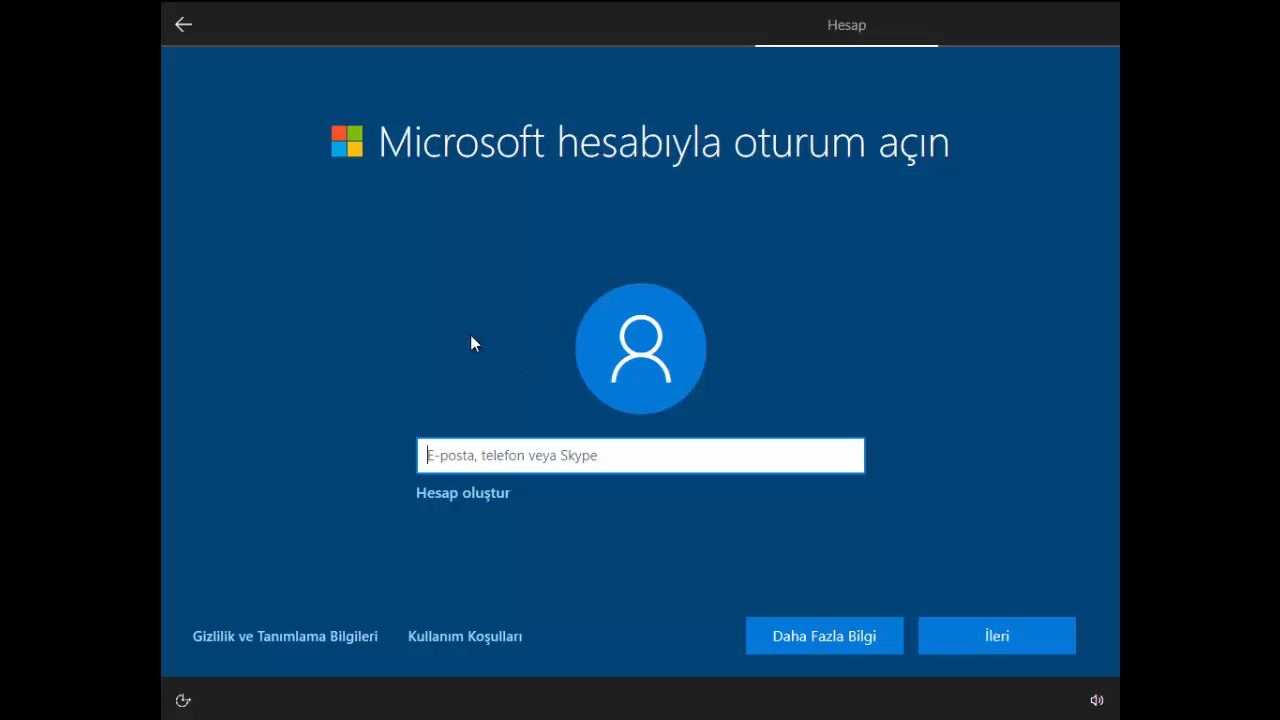 Hesap
Microsoft hesabıyla oturum açın
E-posta, telefon veya Skype
Hesap oluştur
Gizlilik ve Tanımlama Bilgileri
Kullanım Koşulları
Daha Fazla Bilgi
İleri